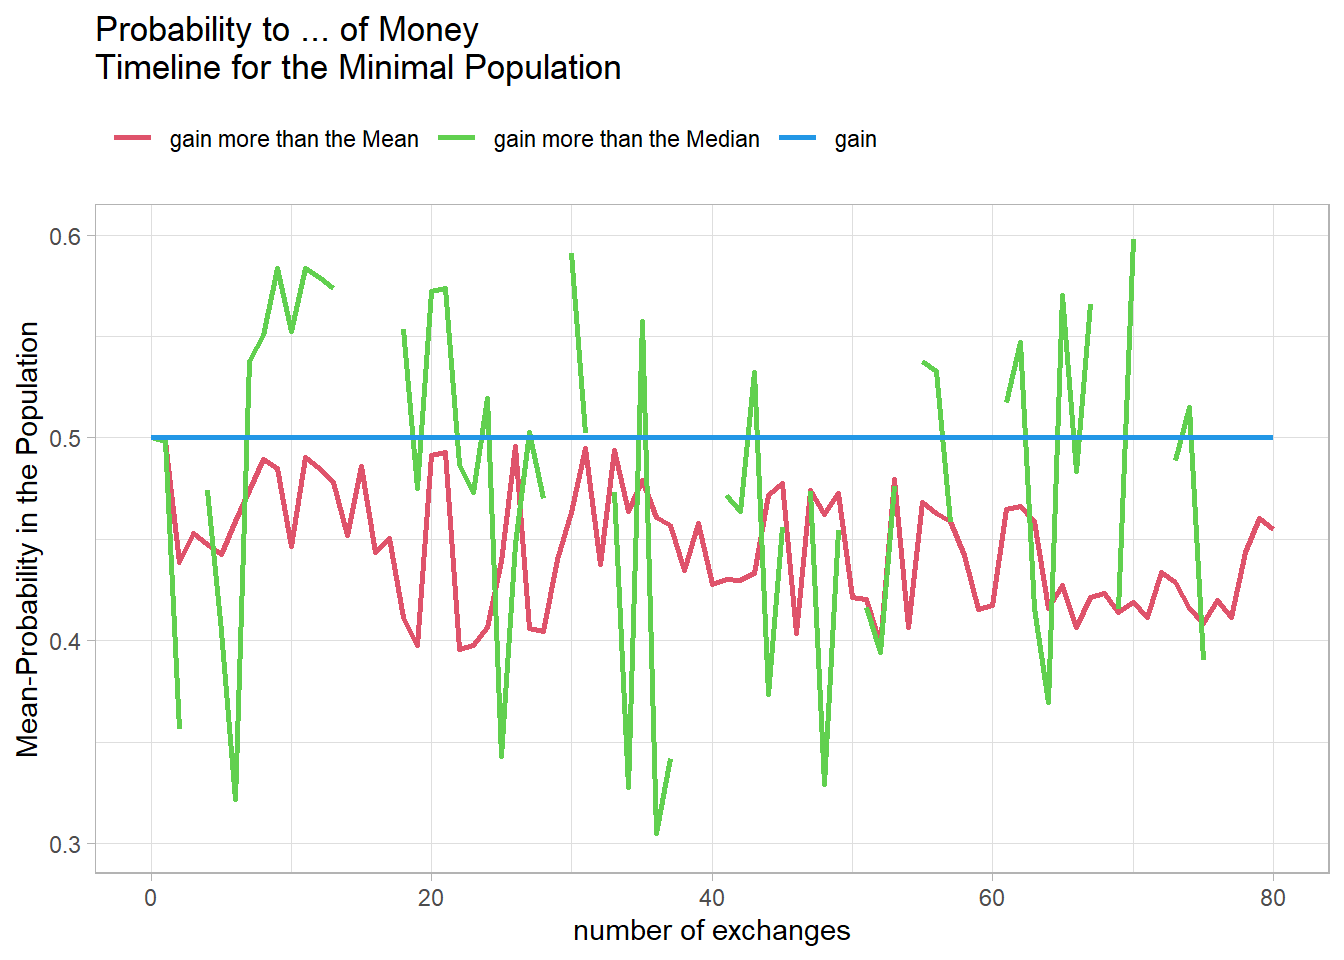 Probability to ... of Money
Timeline for the Minimal Population
gain more than the Mean gain more than the Median gain
Mean-Probability in the Population
0.6
0.5
0.4
0.3
0 20 40 60 80
number of exchanges